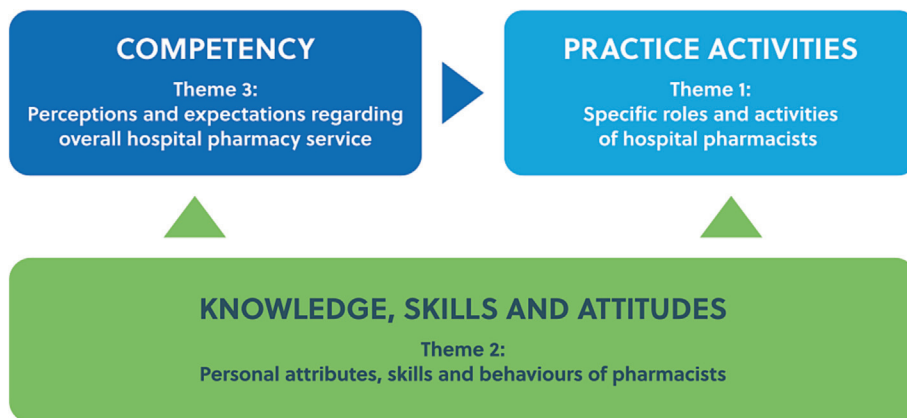 COMPETENCY
Theme 3:
Perceptions and expectations regarding
overall hospital pharmacy service
PRACTICE ACTIVITIES
Theme 1:
Specific roles and activities
of hospital pharmacists
KNOWLEDGE, SKILLS AND ATTITUDES
Theme 2:
Personal attributes, skills and behaviours of pharmacists